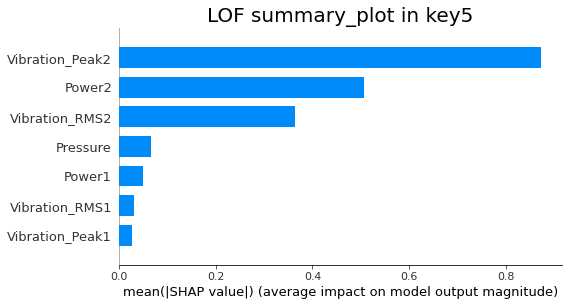 LOF summary_plot in key5
Vibration_Peak2
Power2
Vibration_RMS2
Pressure
Power1
Vibration_RMS1
Vibration_Peak1
0.0 0.2 0.4 0.6 0.8
mean(|SHAP value|) (average impact on model output magnitude)